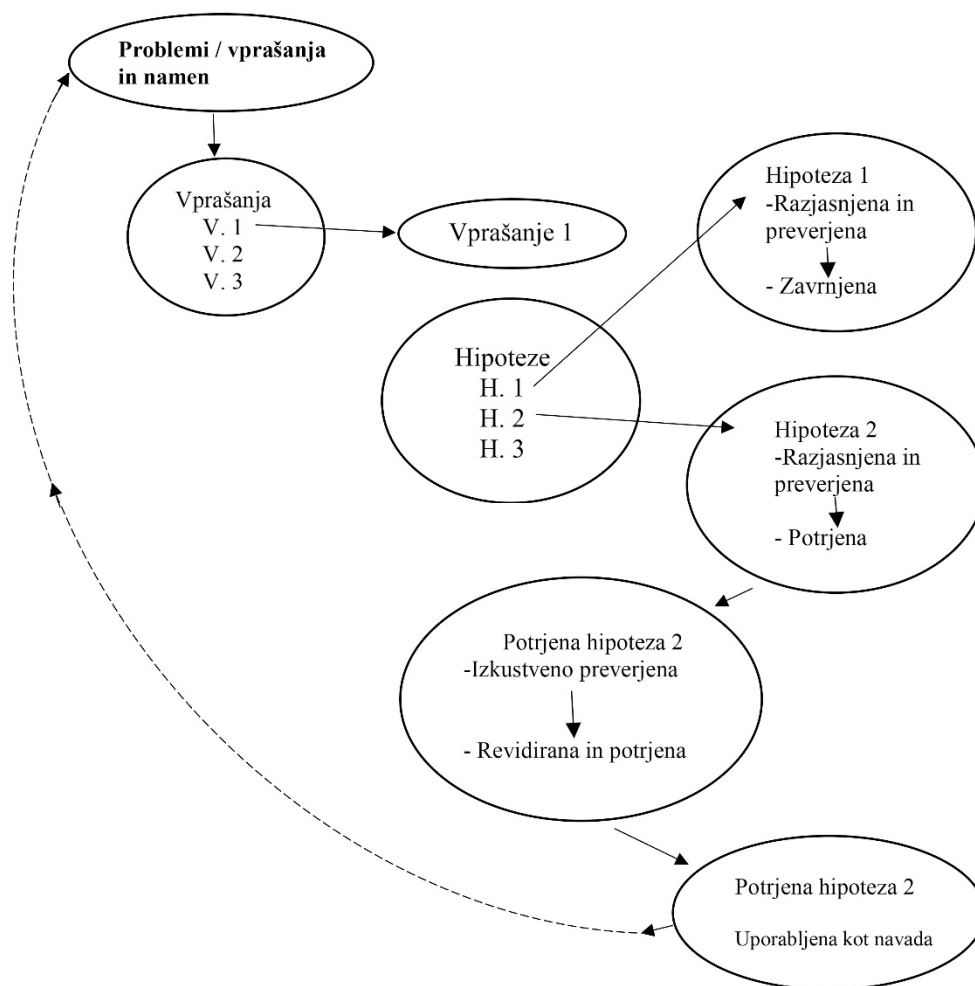 Problemi / vprašanja
in namen
Vprašanja
V. 1
V. 2
V. 3
Vprašanje 1
Hipoteze
H. 1
H. 2
H. 3
Hipoteza 1
-Razjasnjena in
preverjena
- Zavrnjena
Hipoteza 2
-Razjasnjena in
preverjena
- Potrjena
Potrjena hipoteza 2
-Izkustveno preverjena
- Revidirana in potrjena
Potrjena hipoteza 2
Uporabljena kot navada